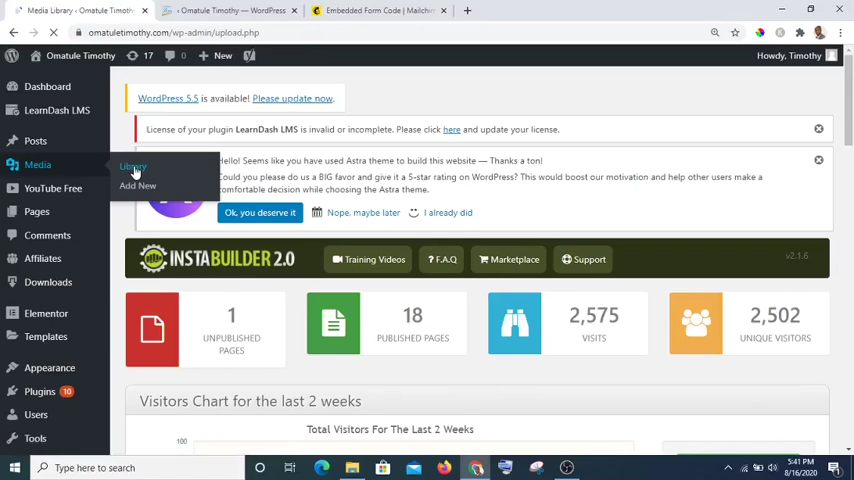 Media Library ‹ Omatule Timothy
‹ Omatule Timothy — WordPress
Embedded Form Code | Mailchimp
omatuletimothy.com/wp-admin/upload.php
Omatule Timothy
17
0
New
Howdy, Timothy
Dashboard
LearnDash LMS
Posts
Media
YouTube Free
Pages
Comments
Affiliates
Downloads
Elementor
Templates
Appearance
Plugins 10
Users
Tools
Library
Add New
WordPress 5.5 is available! Please update now.
License of your plugin LearnDash LMS is invalid or incomplete. Please click here and update your license.
Hello! Seems like you have used Astra theme to build this website — Thanks a ton!
Could you please do us a BIG favor and give it a 5-star rating on WordPress? This would boost our motivation and help other users make a
comfortable decision while choosing the Astra theme.
Ok, you deserve it
Nope, maybe later
I already did
INSTABUILDER 2.0
Training Videos
? F.A.Q
Marketplace
Support
v2.1.6
1
UNPUBLISHED
PAGES
18
PUBLISHED PAGES
2,575
VISITS
2,502
UNIQUE VISITORS
Visitors Chart for the last 2 weeks
Total Visitors For The Last 2 Weeks
100
Type here to search
5:41 PM
8/16/2020